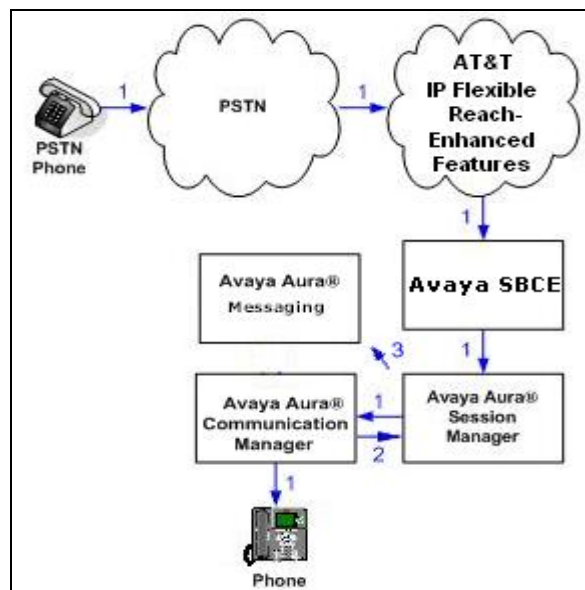 1
1
PSTN
PSTN
Phone
AT&T
IP Flexible
Reach-
Enhanced
Features
1
Avaya Aura®
Messaging
Avaya SBCE
3
1
Avaya Aura®
Communication
Manager
1
2
Avaya Aura®
Session
Manager
1
Phone